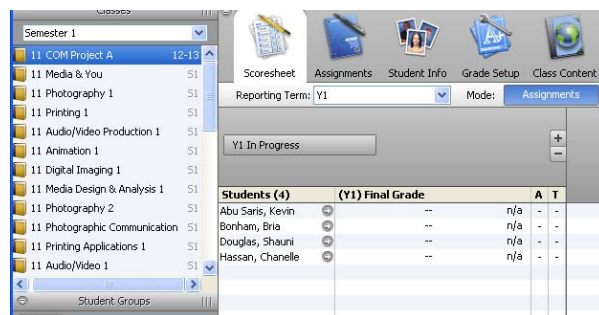 Classes
Semester 1
11 COM Project A 12-13
11 Media & You S1
11 Photography 1 S1
11 Printing 1 S1
11 Audio/Video Production 1 S1
11 Animation 1 S1
11 Digital Imaging 1 S1
11 Media Design & Analysis 1 S1
11 Photography 2 S1
11 Photographic Communication S1
11 Printing Applications 1 S1
11 Audio/Video 1 S1
Student Groups
Scoresheet Assignments Student Info Grade Setup Class Content
Reporting Term: Y1 Mode: Assignments
Y1 In Progress
+
-
Students (4) (Y1) Final Grade A T
Abu Saris, Kevin -- n/a - -
Bonham, Bria -- n/a - -
Douglas, Shauni -- n/a - -
Hassan, Chanelle -- n/a - -